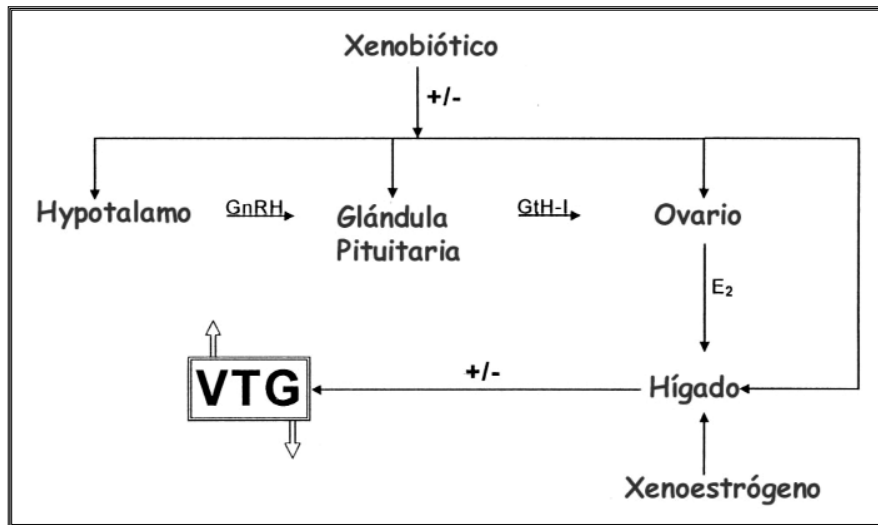 Xenobiótico
+/-
Hypotalamo
GnRH
Glándula
Pituitaria
GtH-I
Ovario
E₂
VTG
+/-
Hígado
Xenoestrógeno